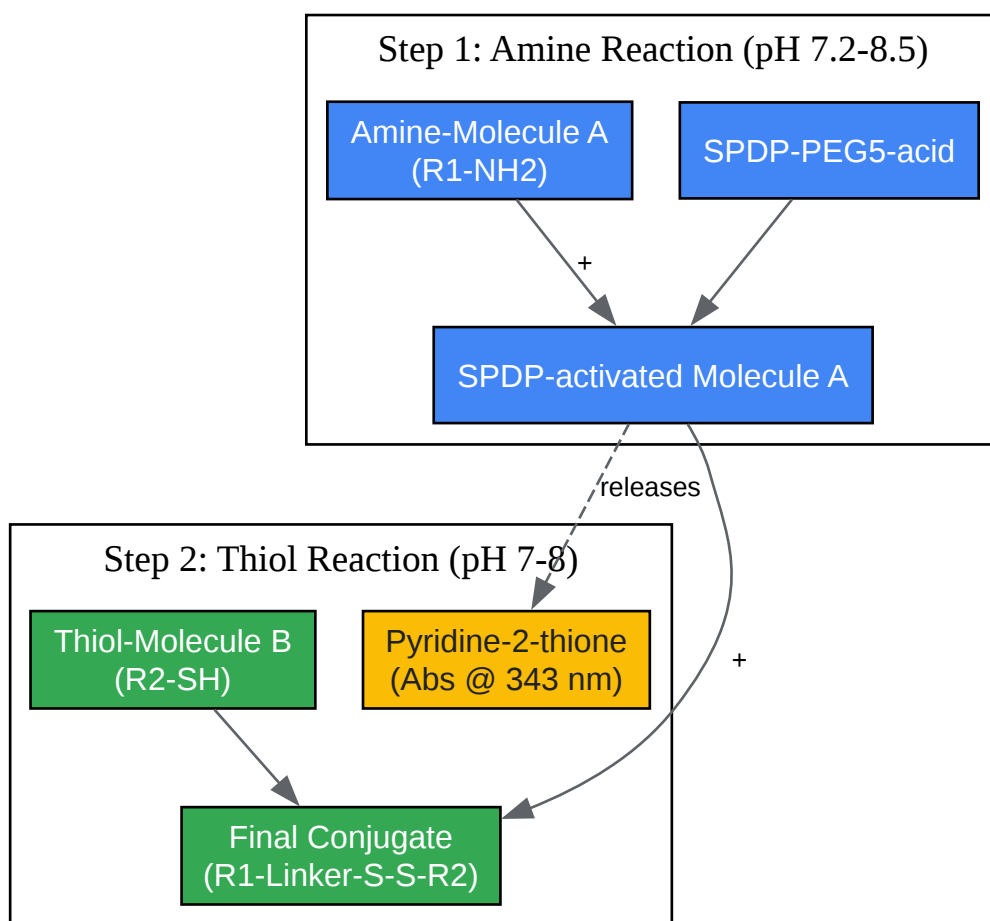 Step 1: Amine Reaction (pH 7.2-8.5)
Amine-Molecule A
(R1-NH2)
SPDP-PEG5-acid
+
SPDP-activated Molecule A
releases
Step 2: Thiol Reaction (pH 7-8)
Thiol-Molecule B
(R2-SH)
Pyridine-2-thione
(Abs @ 343 nm)
+
Final Conjugate
(R1-Linker-S-S-R2)